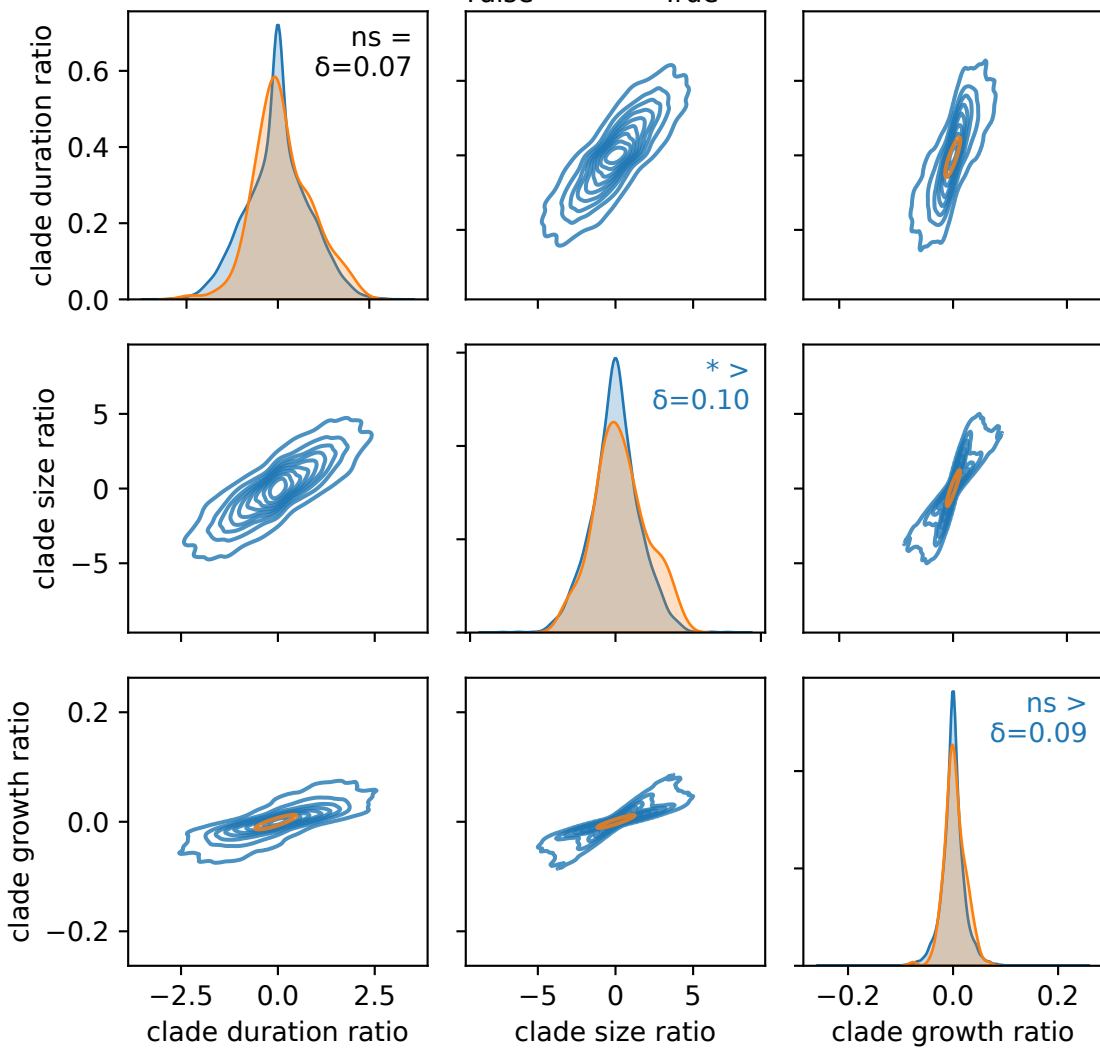 ns =
δ=0.07
clade duration ratio
0.6
0.4
0.2
0.0
* >
δ=0.10
clade size ratio
5
0
−5
ns >
δ=0.09
clade growth ratio
0.2
0.0
−0.2
−2.5 0.0 2.5
−5 0 5
−0.2 0.0 0.2
clade duration ratio
clade size ratio
clade growth ratio